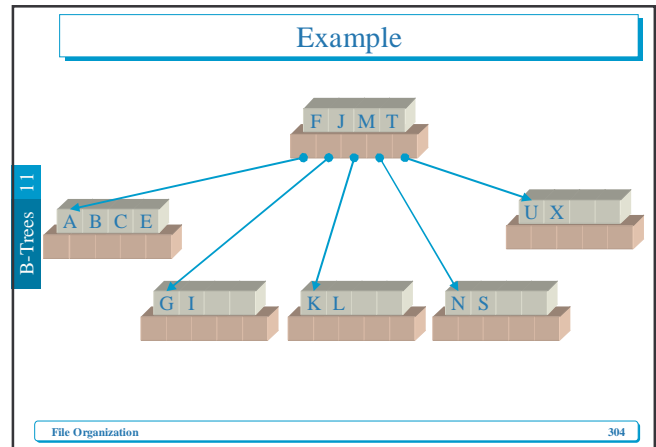 Example
F J M T
B-Trees 11
A B C E
U X
G I
K L
N S
File Organization 304